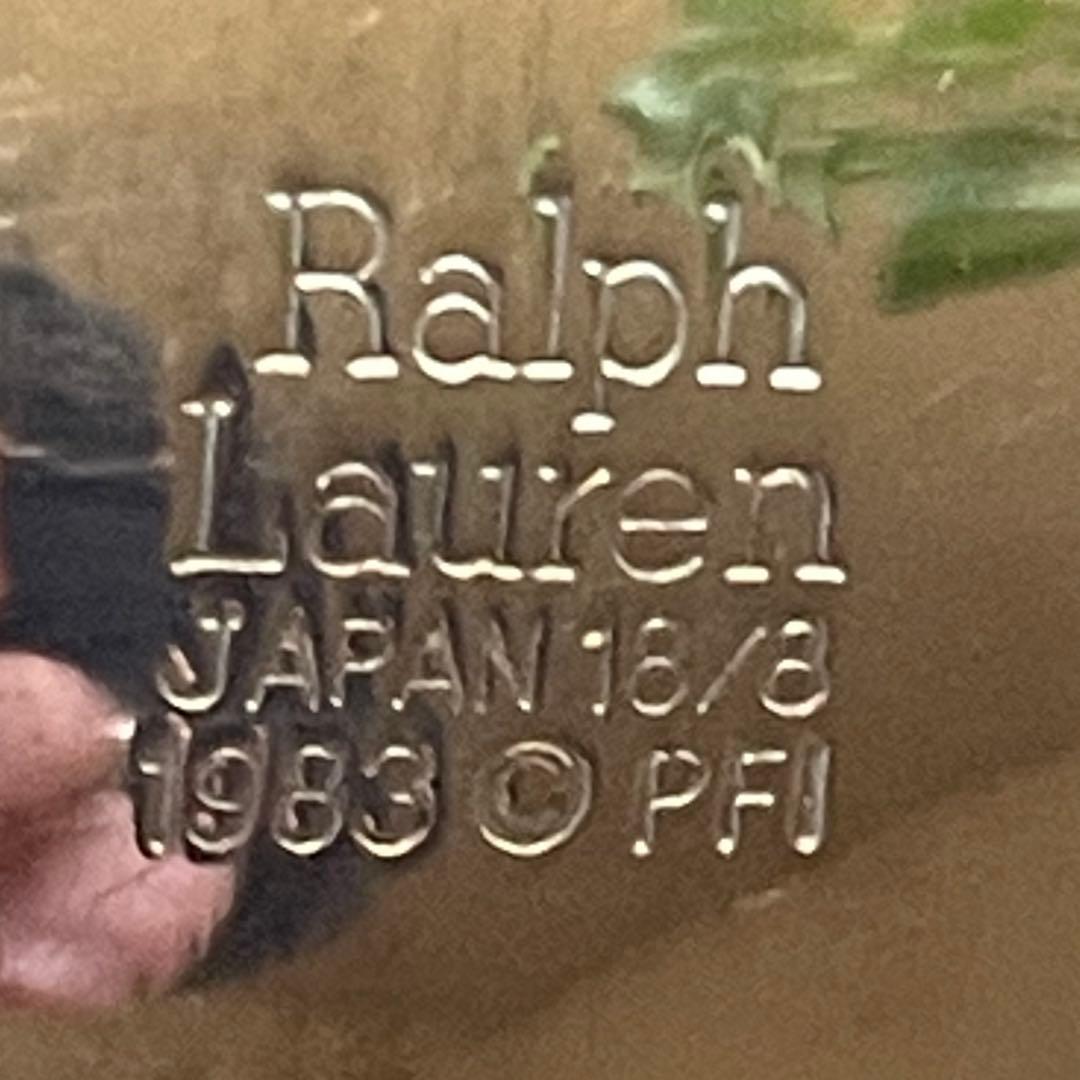 Ralph
Lauren
JAPAN 18/8
1983 © PFI